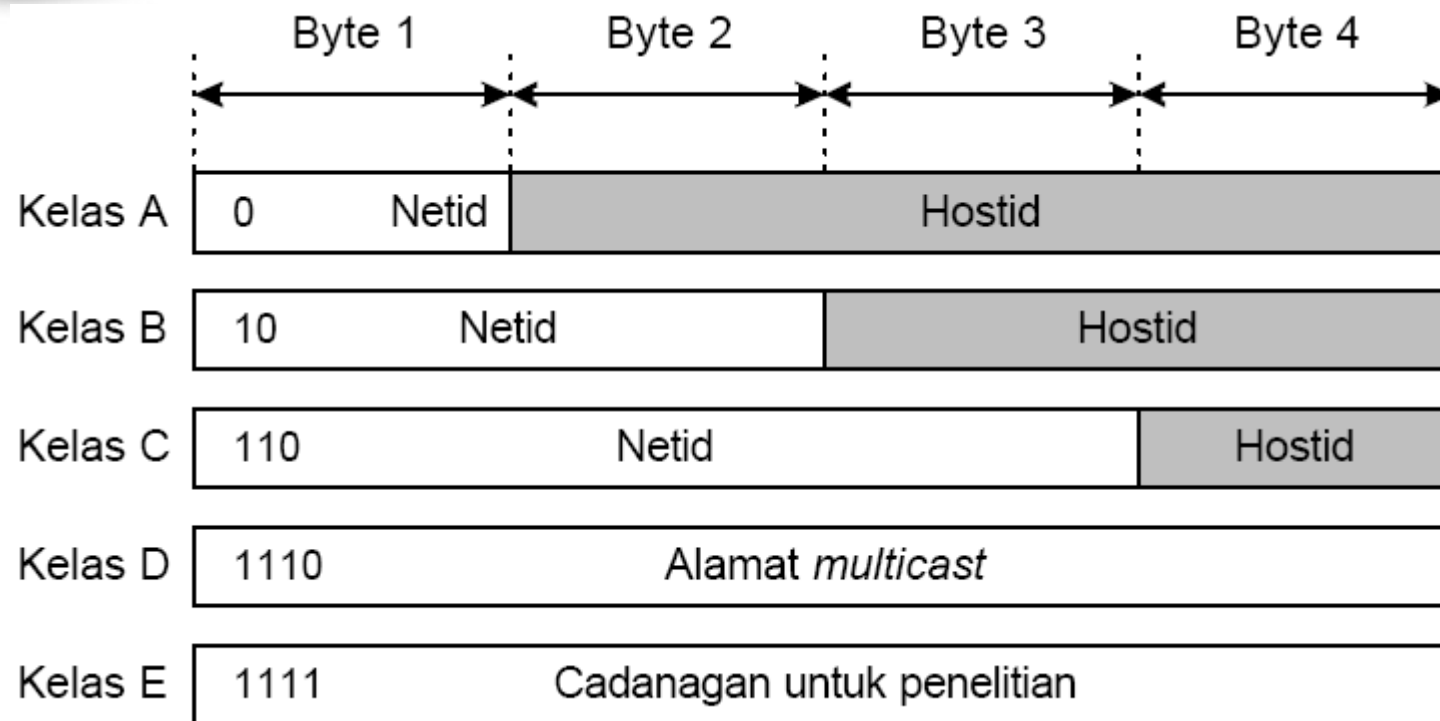 Byte 1 Byte 2 Byte 3 Byte 4
Kelas A 0 Netid Hostid
Kelas B 10 Netid Hostid
Kelas C 110 Netid Hostid
Kelas D 1110 Alamat multicast
Kelas E 1111 Cadanagan untuk penelitian